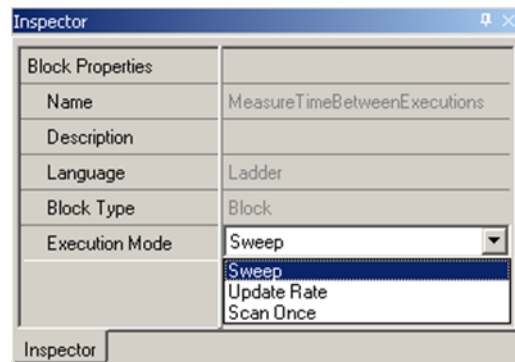 Inspector
Block Properties
Name MeasureTimeBetweenExecutions
Description
Language Ladder
Block Type Block
Execution Mode Sweep
Sweep
Update Rate
Scan Once
Inspector